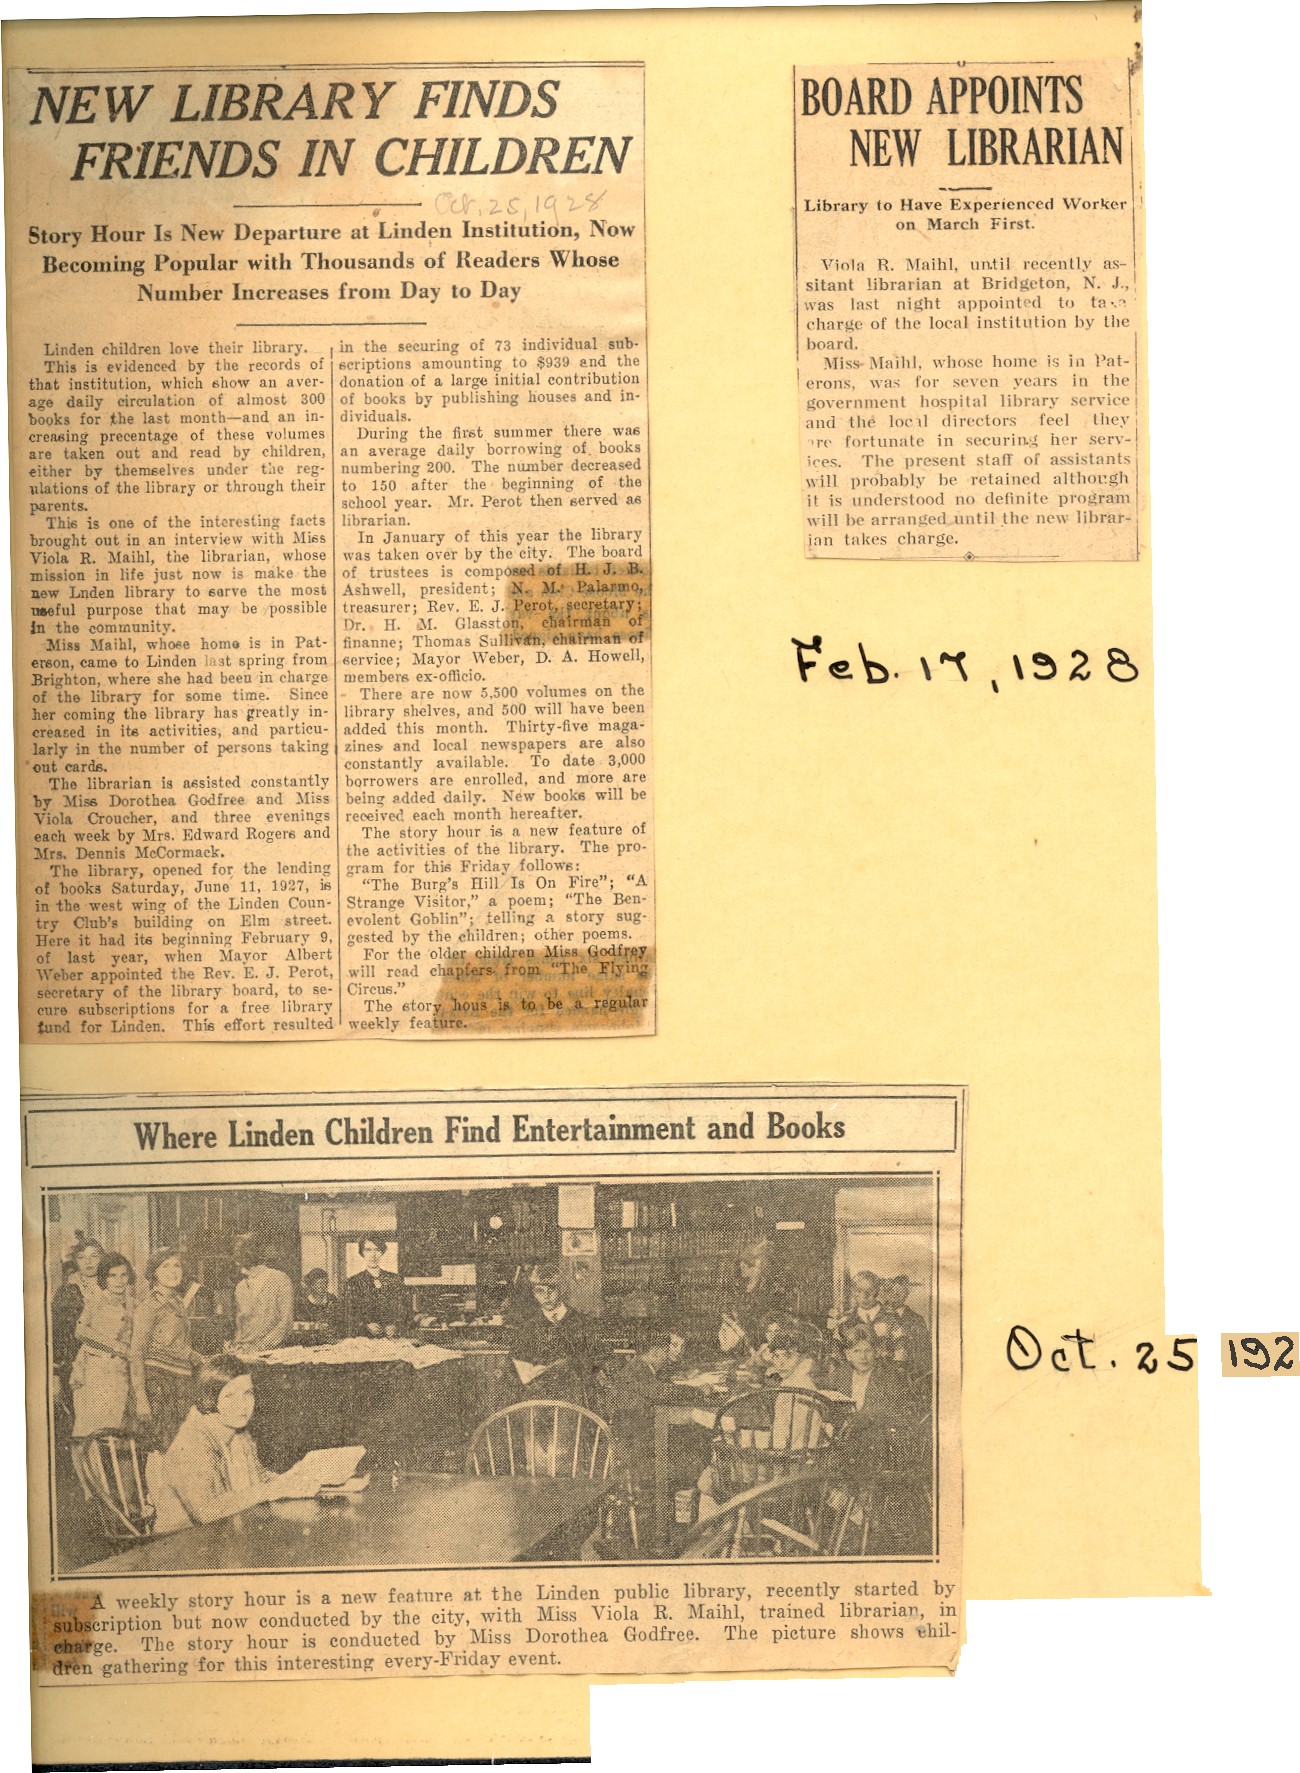 NEW LIBRARY FINDS
FRIENDS IN CHILDREN
Oct. 25, 1928
Story Hour Is New Departure at Linden Institution, Now
Becoming Popular with Thousands of Readers Whose
Number Increases from Day to Day
Linden children love their library.
This is evidenced by the records of
that institution, which show an aver-
age daily circulation of almost 300
books for the last month—and an in-
creasing precentage of these volumes
are taken out and read by children,
either by themselves under the reg-
ulations of the library or through their
parents.
This is one of the interesting facts
brought out in an interview with Miss
Viola R. Maihl, the librarian, whose
mission in life just now is make the
new Lnden library to serve the most
useful purpose that may be possible
in the community.
Miss Maihl, whose home is in Pat-
erson, came to Linden last spring from
Brighton, where she had been in charge
of the library for some time. Since
her coming the library has greatly in-
creased in its activities, and particu-
larly in the number of persons taking
out cards.
The librarian is assisted constantly
by Miss Dorothea Godfree and Miss
Viola Croucher, and three evenings
each week by Mrs. Edward Rogers and
Mrs. Dennis McCormack.
The library, opened for the lending
of books Saturday, June 11, 1927, is
in the west wing of the Linden Coun-
try Club's building on Elm street.
Here it had its beginning February 9,
of last year, when Mayor Albert
Weber appointed the Rev. E. J. Perot,
secretary of the library board, to se-
cure subscriptions for a free library
fund for Linden. This effort resulted
in the securing of 73 individual sub-
scriptions amounting to $939 and the
donation of a large initial contribution
of books by publishing houses and in-
dividuals.
During the first summer there was
an average daily borrowing of books
numbering 200. The number decreased
to 150 after the beginning of the
school year. Mr. Perot then served as
librarian.
In January of this year the library
was taken over by the city. The board
of trustees is composed of H. J. B.
Ashwell, president; N. M. Palarmo,
treasurer; Rev. E. J. Perot, secretary;
Dr. H. M. Glasston, chairman of
finanne; Thomas Sullivan, chairman of
service; Mayor Weber, D. A. Howell,
members ex-officio.
There are now 5,500 volumes on the
library shelves, and 500 will have been
added this month. Thirty-five maga-
zines and local newspapers are also
constantly available. To date 3,000
borrowers are enrolled, and more are
being added daily. New books will be
received each month hereafter.
The story hour is a new feature of
the activities of the library. The pro-
gram for this Friday follows:
"The Burg's Hill Is On Fire"; "A
Strange Visitor," a poem; "The Ben-
evolent Goblin"; telling a story sug-
gested by the children; other poems.
For the older children Miss Godfrey
will read chapters from "The Flying
Circus."
The story hous is to be a regular
weekly feature.
BOARD APPOINTS
NEW LIBRARIAN
Library to Have Experienced Worker
on March First.
Viola R. Maihl, until recently as-
sitant librarian at Bridgeton, N. J.,
was last night appointed to take
charge of the local institution by the
board.
Miss Maihl, whose home is in Pat-
erons, was for seven years in the
government hospital library service
and the local directors feel they
are fortunate in securing her serv-
ices. The present staff of assistants
will probably be retained although
it is understood no definite program
will be arranged until the new librar-
ian takes charge.
Feb. 17, 1928
Where Linden Children Find Entertainment and Books
Oct. 25 192
A weekly story hour is a new feature at the Linden public library, recently started by
subscription but now conducted by the city, with Miss Viola R. Maihl, trained librarian, in
charge. The story hour is conducted by Miss Dorothea Godfree. The picture shows chil-
dren gathering for this interesting every-Friday event.